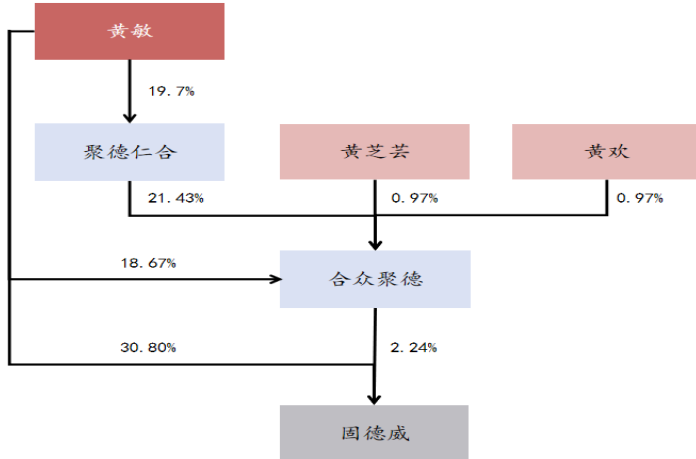 黄敏
19.7%
聚德仁合
黄芝芸
黄欢
21.43%
0.97%
0.97%
18.67%
合众聚德
30.80%
2.24%
固德威